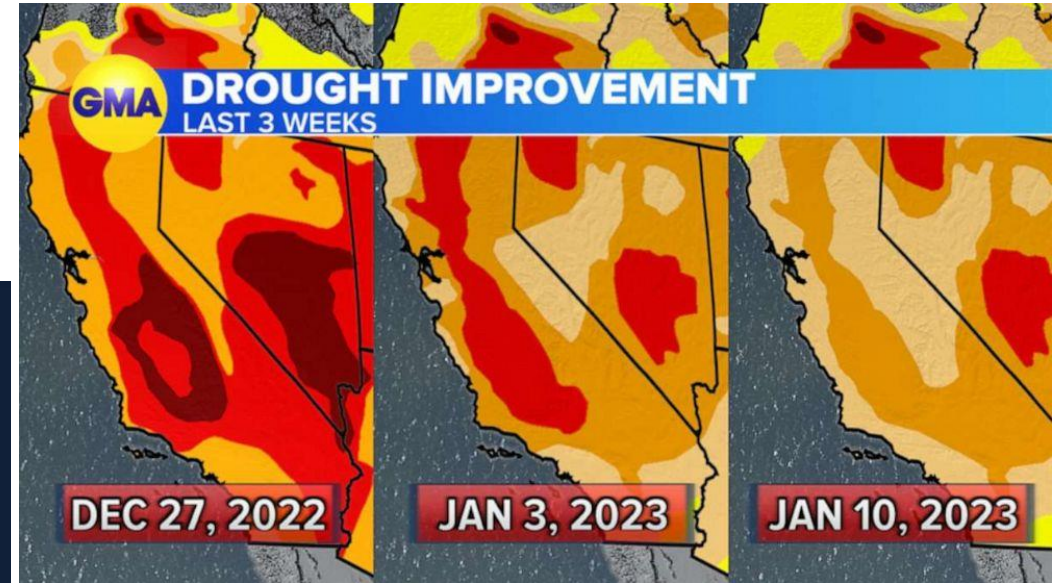 GMA
DROUGHT IMPROVEMENT
LAST 3 WEEKS
DEC 27, 2022
JAN 3, 2023
JAN 10, 2023